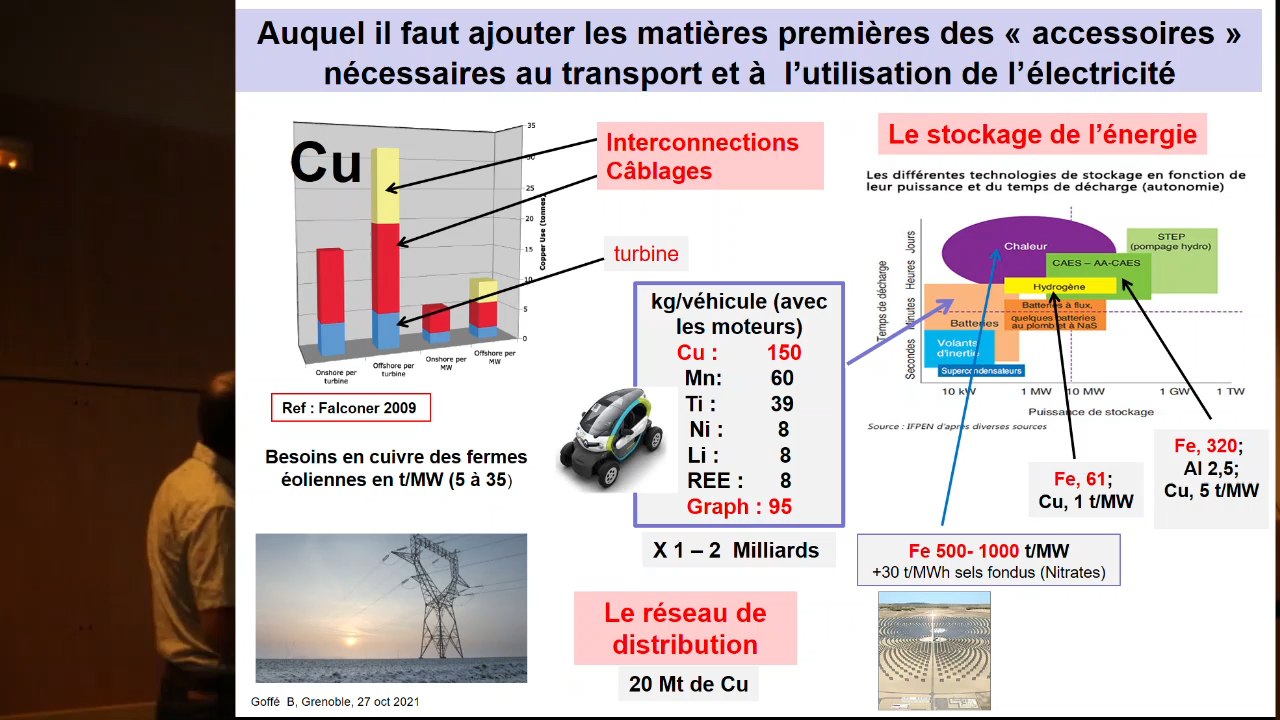 Auquel il faut ajouter les matières premières des « accessoires »
nécessaires au transport et à l’utilisation de l’électricité
Cu
35
30
25
20
15
10
5
0
Copper Use (tonnes)
Onshore per
turbine
Offshore per
turbine
Onshore per
MW
Offshore per
MW
Interconnections
Câblages
turbine
Ref : Falconer 2009
Besoins en cuivre des fermes
éoliennes en t/MW (5 à 35)
kg/véhicule (avec
les moteurs)
Cu : 150
Mn: 60
Ti : 39
Ni : 8
Li : 8
REE : 8
Graph : 95
X 1 – 2 Milliards
Le réseau de
distribution
20 Mt de Cu
Le stockage de l’énergie
Les différentes technologies de stockage en fonction de
leur puissance et du temps de décharge (autonomie)
Temps de décharge
Jours
Heures
Minutes
Secondes
Chaleur
STEP
(pompage hydro)
CAES – AA-CAES
Hydrogène
Batteries à flux,
quelques batteries
au plomb et à NaS
Batteries
Volants
d'inertie
Supercondensateurs
10 kW
1 MW
10 MW
1 GW
1 TW
Puissance de stockage
Source : IFPEN d'après diverses sources
Fe, 61;
Cu, 1 t/MW
Fe, 320;
Al 2,5;
Cu, 5 t/MW
Fe 500- 1000 t/MW
+30 t/MWh sels fondus (Nitrates)
Goffé B, Grenoble, 27 oct 2021